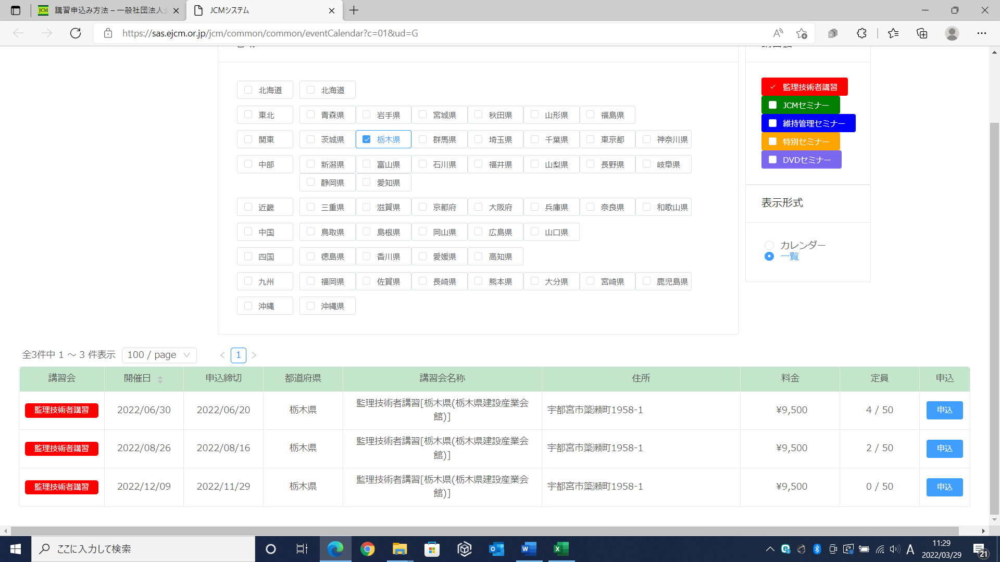 講習申込み方法 – 一般社団法人全
JCMシステム
https://sas.ejcm.or.jp/jcm/common/common/eventCalendar?c=01&ud=G
北海道 北海道
東北 青森県 岩手県 宮城県 秋田県 山形県 福島県
関東 茨城県 栃木県 群馬県 埼玉県 千葉県 東京都 神奈川県
中部 新潟県 富山県 石川県 福井県 山梨県 長野県 岐阜県
静岡県 愛知県
近畿 三重県 滋賀県 京都府 大阪府 兵庫県 奈良県 和歌山県
中国 鳥取県 島根県 岡山県 広島県 山口県
四国 徳島県 香川県 愛媛県 高知県
九州 福岡県 佐賀県 長崎県 熊本県 大分県 宮崎県 鹿児島県
沖縄 沖縄県
監理技術者講習
JCMセミナー
維持管理セミナー
特別セミナー
DVDセミナー
表示形式
カレンダー
一覧
全3件中 1 ～ 3 件表示 100 / page 1
講習会 開催日 申込締切 都道府県 講習会名称 住所 料金 定員 申込
監理技術者講習 2022/06/30 2022/06/20 栃木県 監理技術者講習[栃木県(栃木県建設産業会
館)] 宇都宮市簗瀬町1958-1 ¥9,500 4 / 50 申込
監理技術者講習 2022/08/26 2022/08/16 栃木県 監理技術者講習[栃木県(栃木県建設産業会
館)] 宇都宮市簗瀬町1958-1 ¥9,500 2 / 50 申込
監理技術者講習 2022/12/09 2022/11/29 栃木県 監理技術者講習[栃木県(栃木県建設産業会
館)] 宇都宮市簗瀬町1958-1 ¥9,500 0 / 50 申込
ここに入力して検索
A
11:29
2022/03/29
21